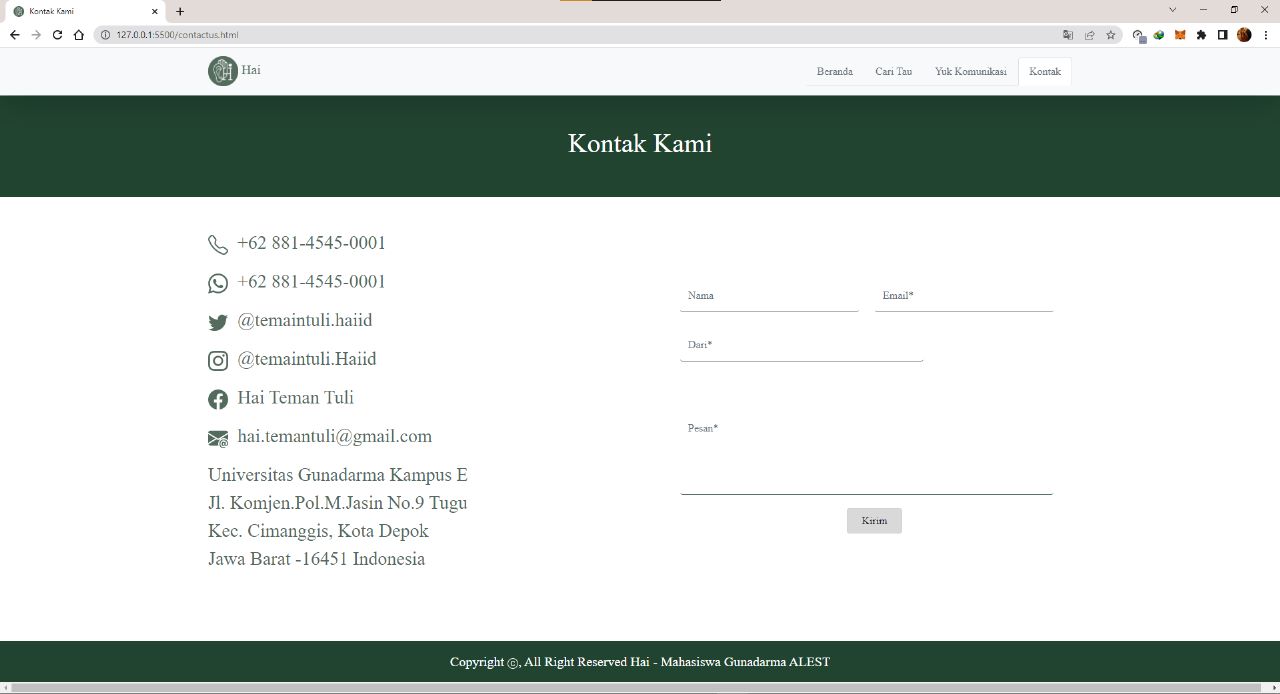 Kontak Kami
127.0.0.1:5500/contactus.html
Hai
Beranda
Cari Tau
Yuk Komunikasi
Kontak
Kontak Kami
+62 881-4545-0001
+62 881-4545-0001
@temaintuli.haiid
@temaintuli.Haiid
Hai Teman Tuli
hai.temantuli@gmail.com
Universitas Gunadarma Kampus E
Jl. Komjen.Pol.M.Jasin No.9 Tugu
Kec. Cimanggis, Kota Depok
Jawa Barat -16451 Indonesia
Nama
Email*
Dari*
Pesan*
Kirim
Copyright ©, All Right Reserved Hai - Mahasiswa Gunadarma ALEST